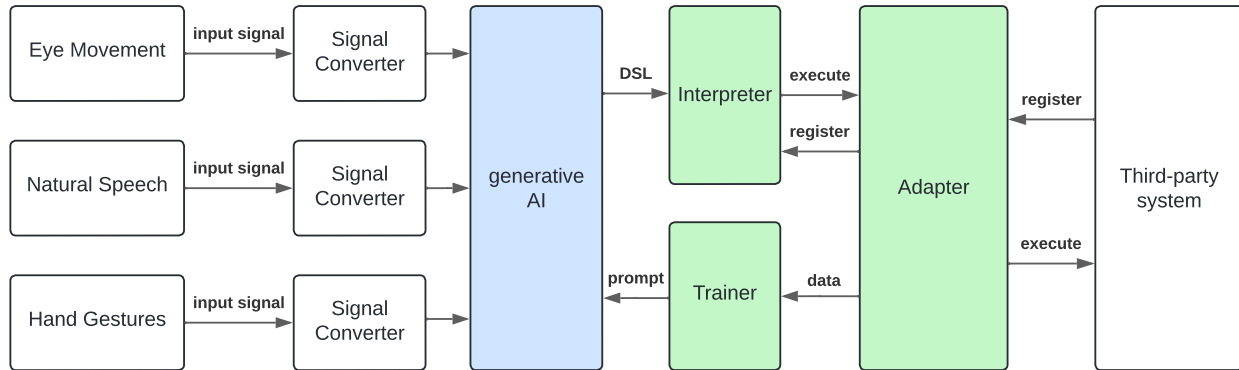 Eye Movement
input signal
Signal
Converter
Natural Speech
input signal
Signal
Converter
Hand Gestures
input signal
Signal
Converter
generative
AI
DSL
Interpreter
execute
register
prompt
Trainer
data
Adapter
register
execute
Third-party
system